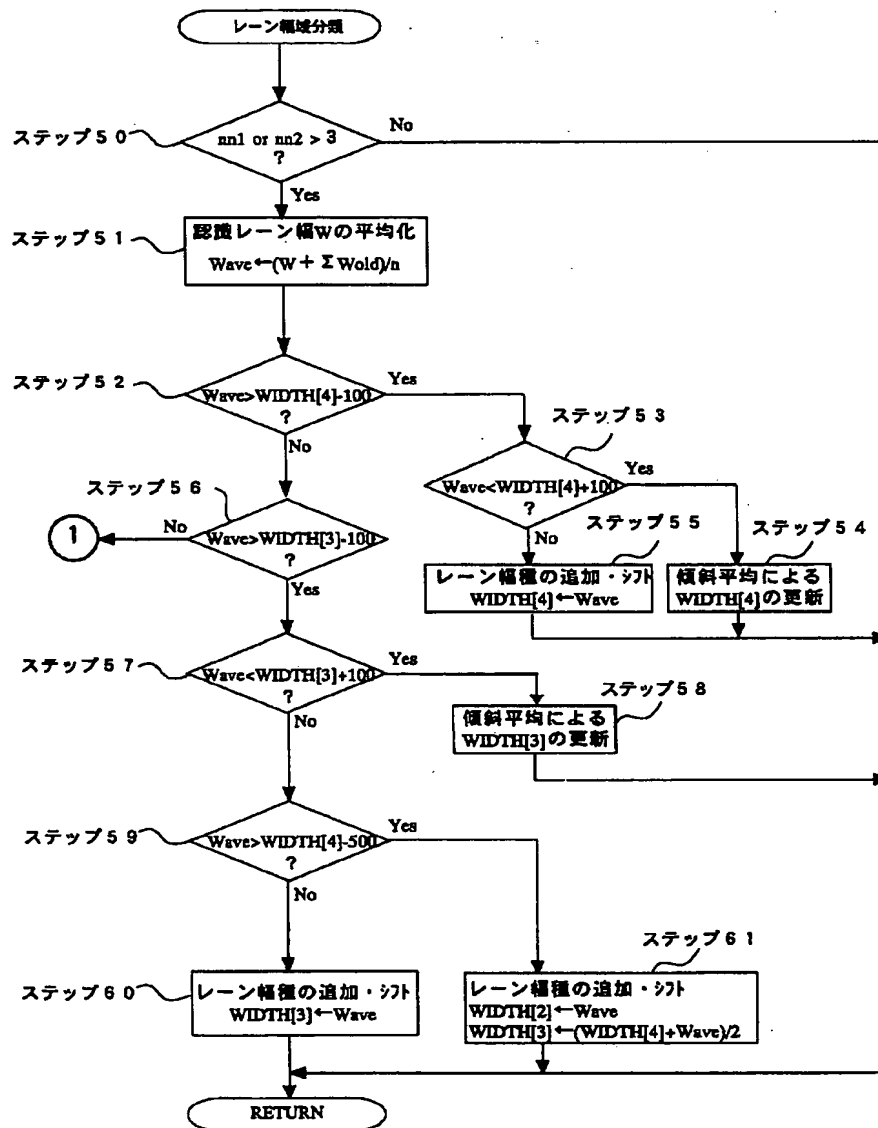 レーン幅域分類
ステップ50
nn1 or nn2 > 3
?
No
Yes
ステップ51
認識レーン幅Wの平均化
Wave←(W + Σ Wold)/n
ステップ52
Wave>WIDTH[4]-100
?
Yes
No
ステップ53
Wave<WIDTH[4]+100
?
Yes
No
ステップ55
レーン幅種の追加・シフト
WIDTH[4]←Wave
ステップ54
傾斜平均による
WIDTH[4]の更新
ステップ56
Wave>WIDTH[3]-100
?
No
1
Yes
ステップ57
Wave<WIDTH[3]+100
?
Yes
No
ステップ58
傾斜平均による
WIDTH[3]の更新
ステップ59
Wave>WIDTH[4]-500
?
Yes
No
ステップ60
レーン幅種の追加・シフト
WIDTH[3]←Wave
ステップ61
レーン幅種の追加・シフト
WIDTH[2]←Wave
WIDTH[3]←(WIDTH[4]+Wave)/2
RETURN